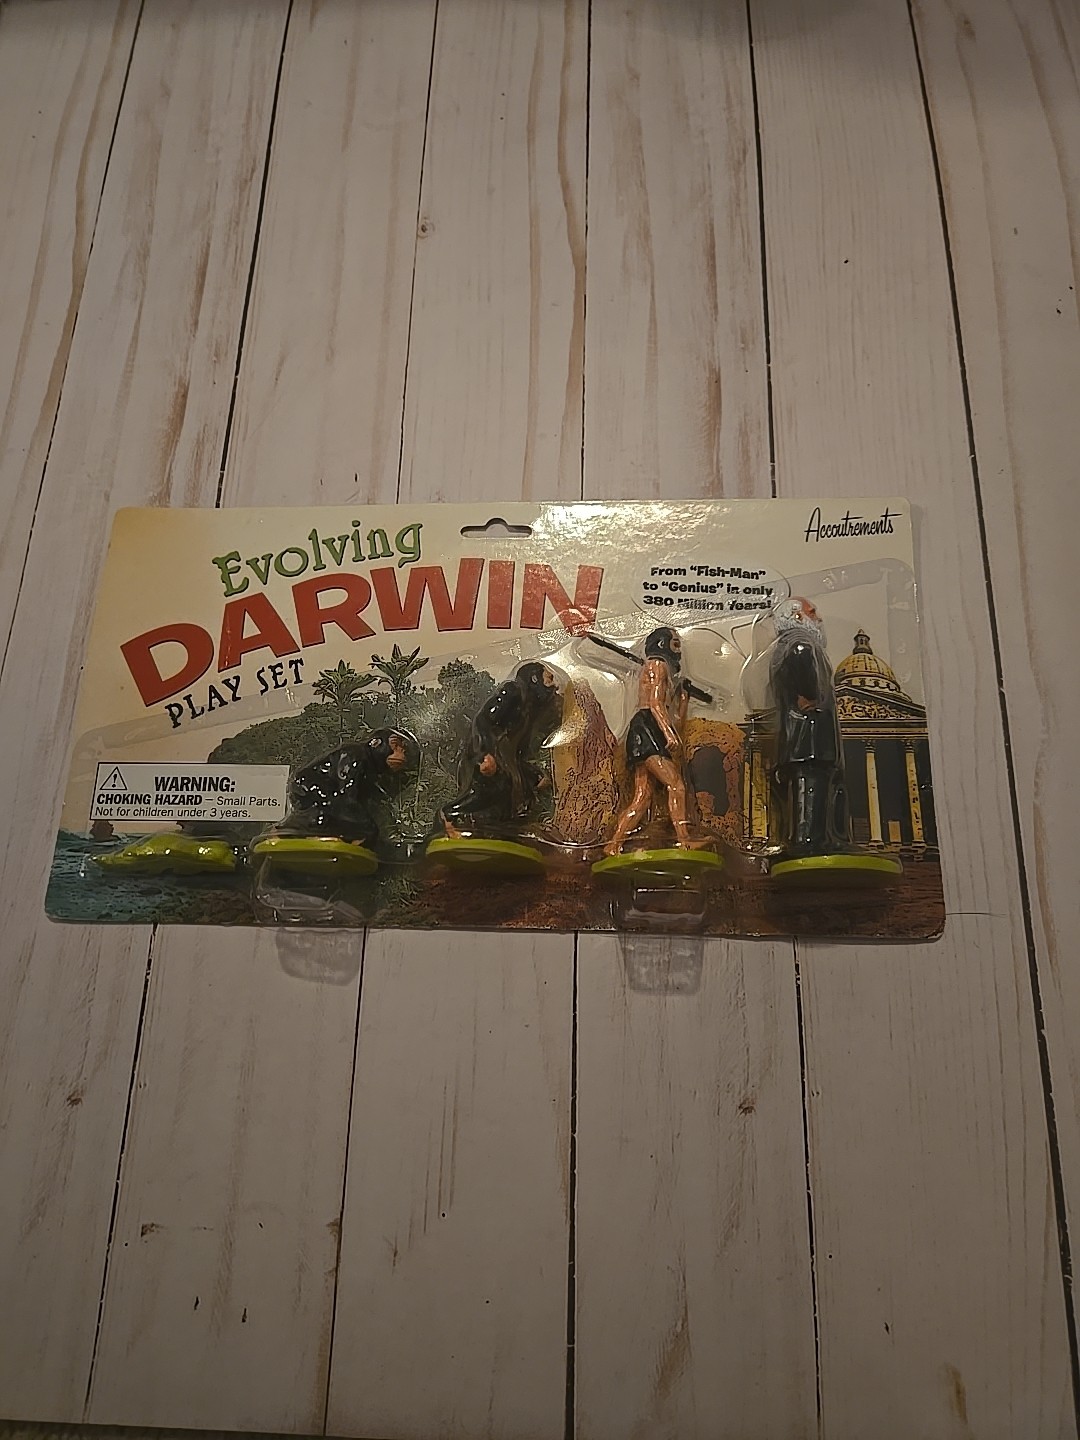 Evolving
DARWIN
PLAY SET
Accoutrements
From "Fish-Man"
to "Genius" in only
380 Million Years!
WARNING:
CHOKING HAZARD – Small Parts.
Not for children under 3 years.